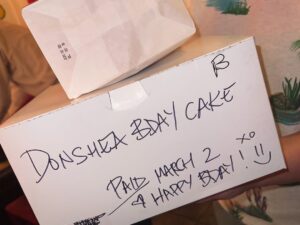 B
DONSHEA BDAY CAKE
PAID MARCH 2
♡ HAPPY BDAY! XO :)